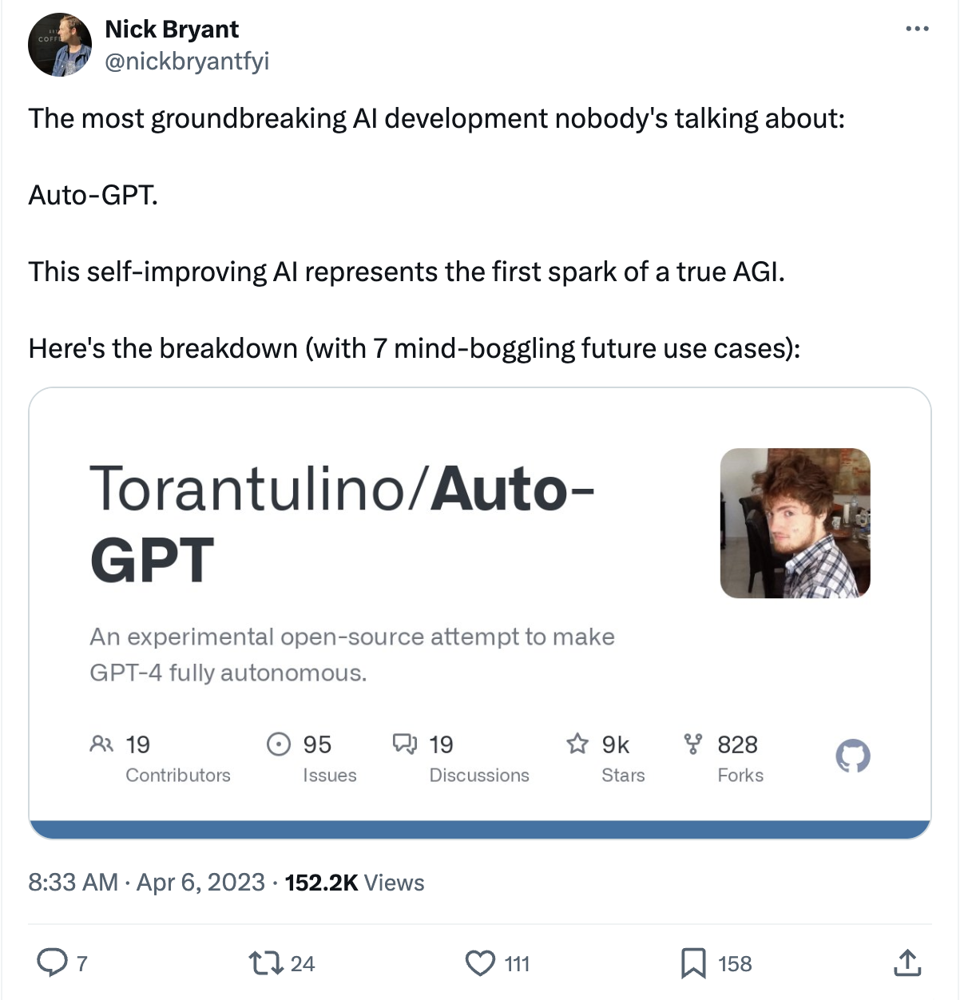 Nick Bryant
@nickbryantfyi
The most groundbreaking AI development nobody's talking about:
Auto-GPT.
This self-improving AI represents the first spark of a true AGI.
Here's the breakdown (with 7 mind-boggling future use cases):
Torantulino/Auto-
GPT
An experimental open-source attempt to make
GPT-4 fully autonomous.
19 95 19 9k 828
Contributors Issues Discussions Stars Forks
8:33 AM · Apr 6, 2023 · 152.2K Views
7 24 111 158